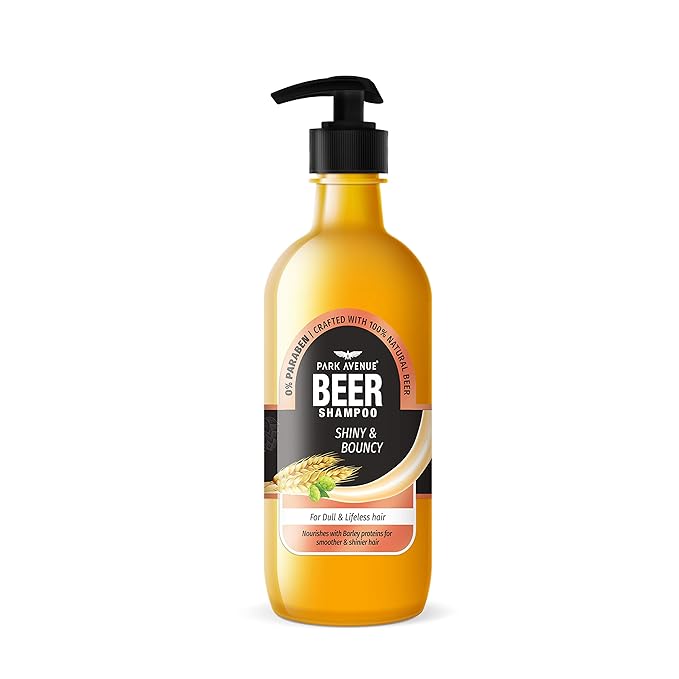 0% PARABEN | CRAFTED WITH 100% NATURAL BEER
PARK AVENUE®
BEER
SHAMPOO
SHINY &
BOUNCY
For Dull & Lifeless hair
Nourishes with Barley proteins for
smoother & shinier hair